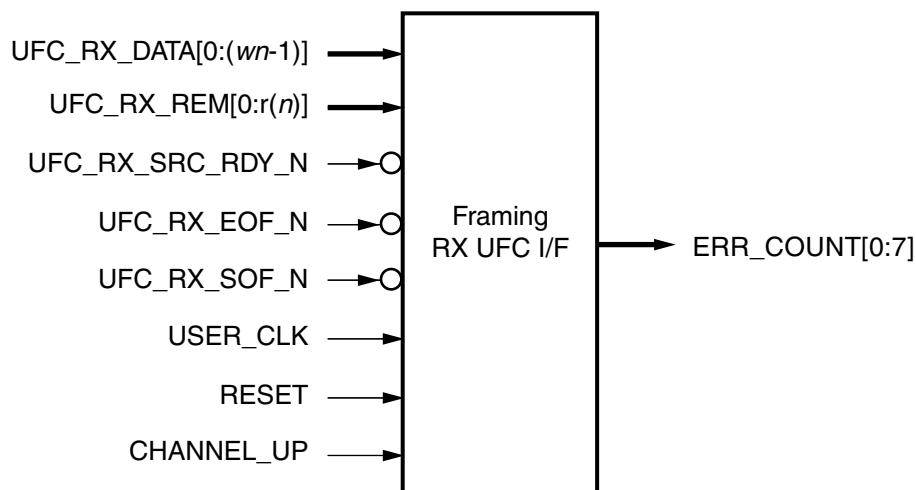 UFC_RX_DATA[0:(wn-1)]
UFC_RX_REM[0:r(n)]
UFC_RX_SRC_RDY_N
UFC_RX_EOF_N
UFC_RX_SOF_N
USER_CLK
RESET
CHANNEL_UP
Framing
RX UFC I/F
ERR_COUNT[0:7]